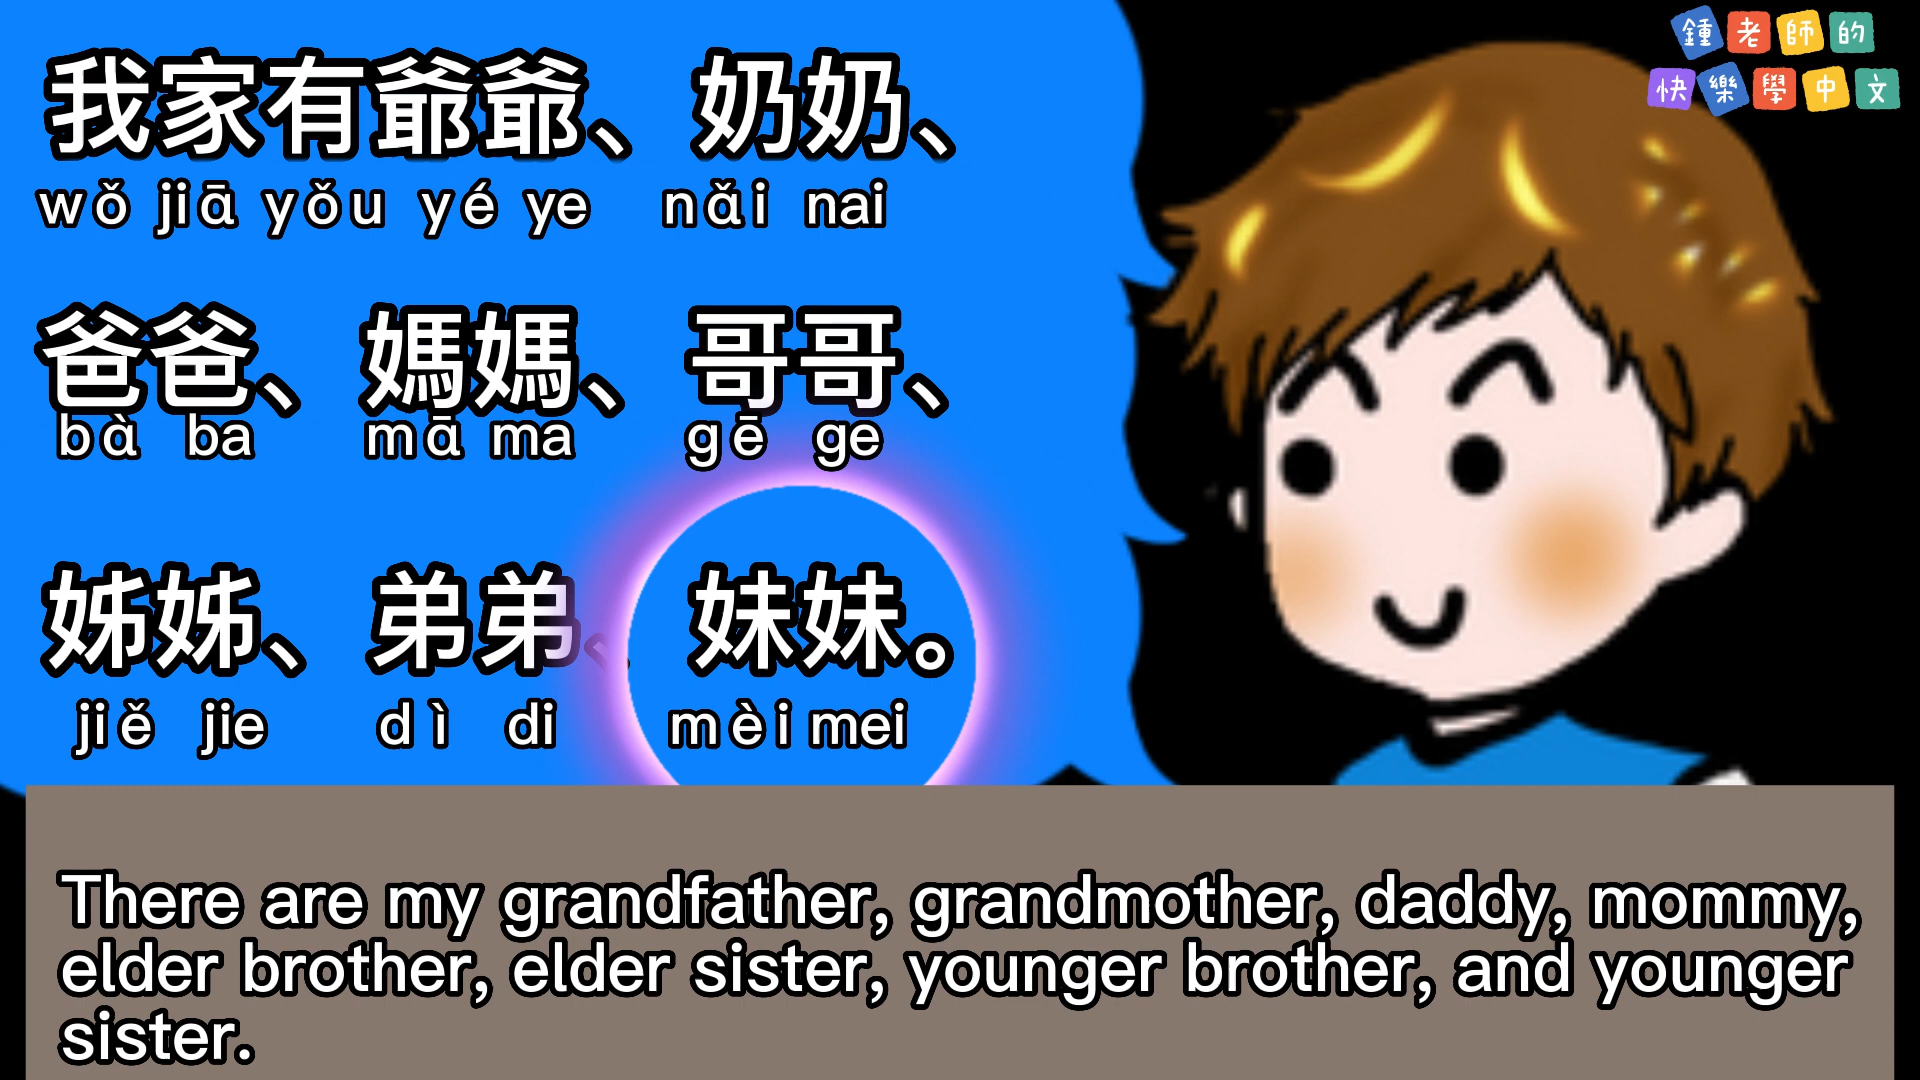 鍾老師的
快樂學中文
我家有爺爺、奶奶、
wǒ jiā yǒu yé ye nǎi nai
爸爸、媽媽、哥哥、
bà ba mā ma gē ge
姊姊、弟弟、妹妹。
jiě jie dì di mèi mei
There are my grandfather, grandmother, daddy, mommy,
elder brother, elder sister, younger brother, and younger
sister.